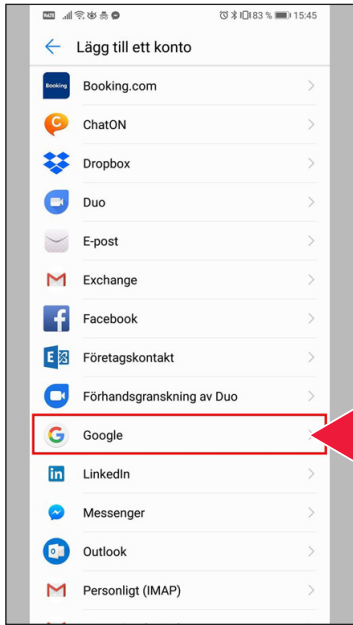 83 % 15:45
Lägg till ett konto
Booking
Booking.com
ChatON
Dropbox
Duo
E-post
Exchange
Facebook
Företagskontakt
Förhandsgranskning av Duo
Google
LinkedIn
Messenger
Outlook
Personligt (IMAP)